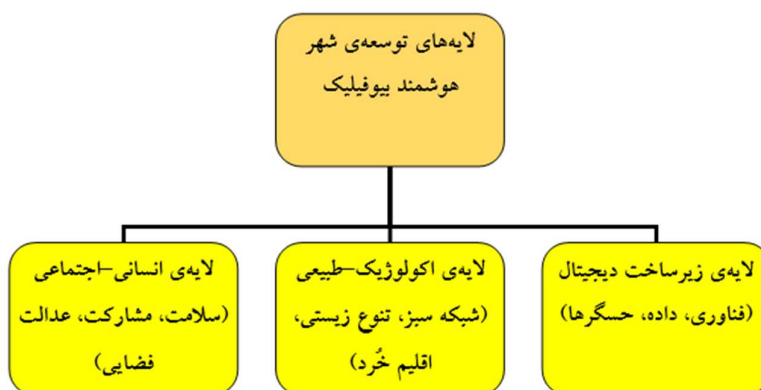 لایه‌های توسعه‌ی شهر
هوشمند بیوفیلیک
لایه‌ی زیرساخت دیجیتال
(فناوری، داده، حسگرها)
لایه‌ی اکولوژیک-طبیعی
(شبکه سبز، تنوع زیستی،
اقلیم خُرد)
لایه‌ی انسانی-اجتماعی
(سلامت، مشارکت، عدالت
فضایی)